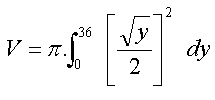 V = π.∫₀³⁶ [√y / 2]² dy